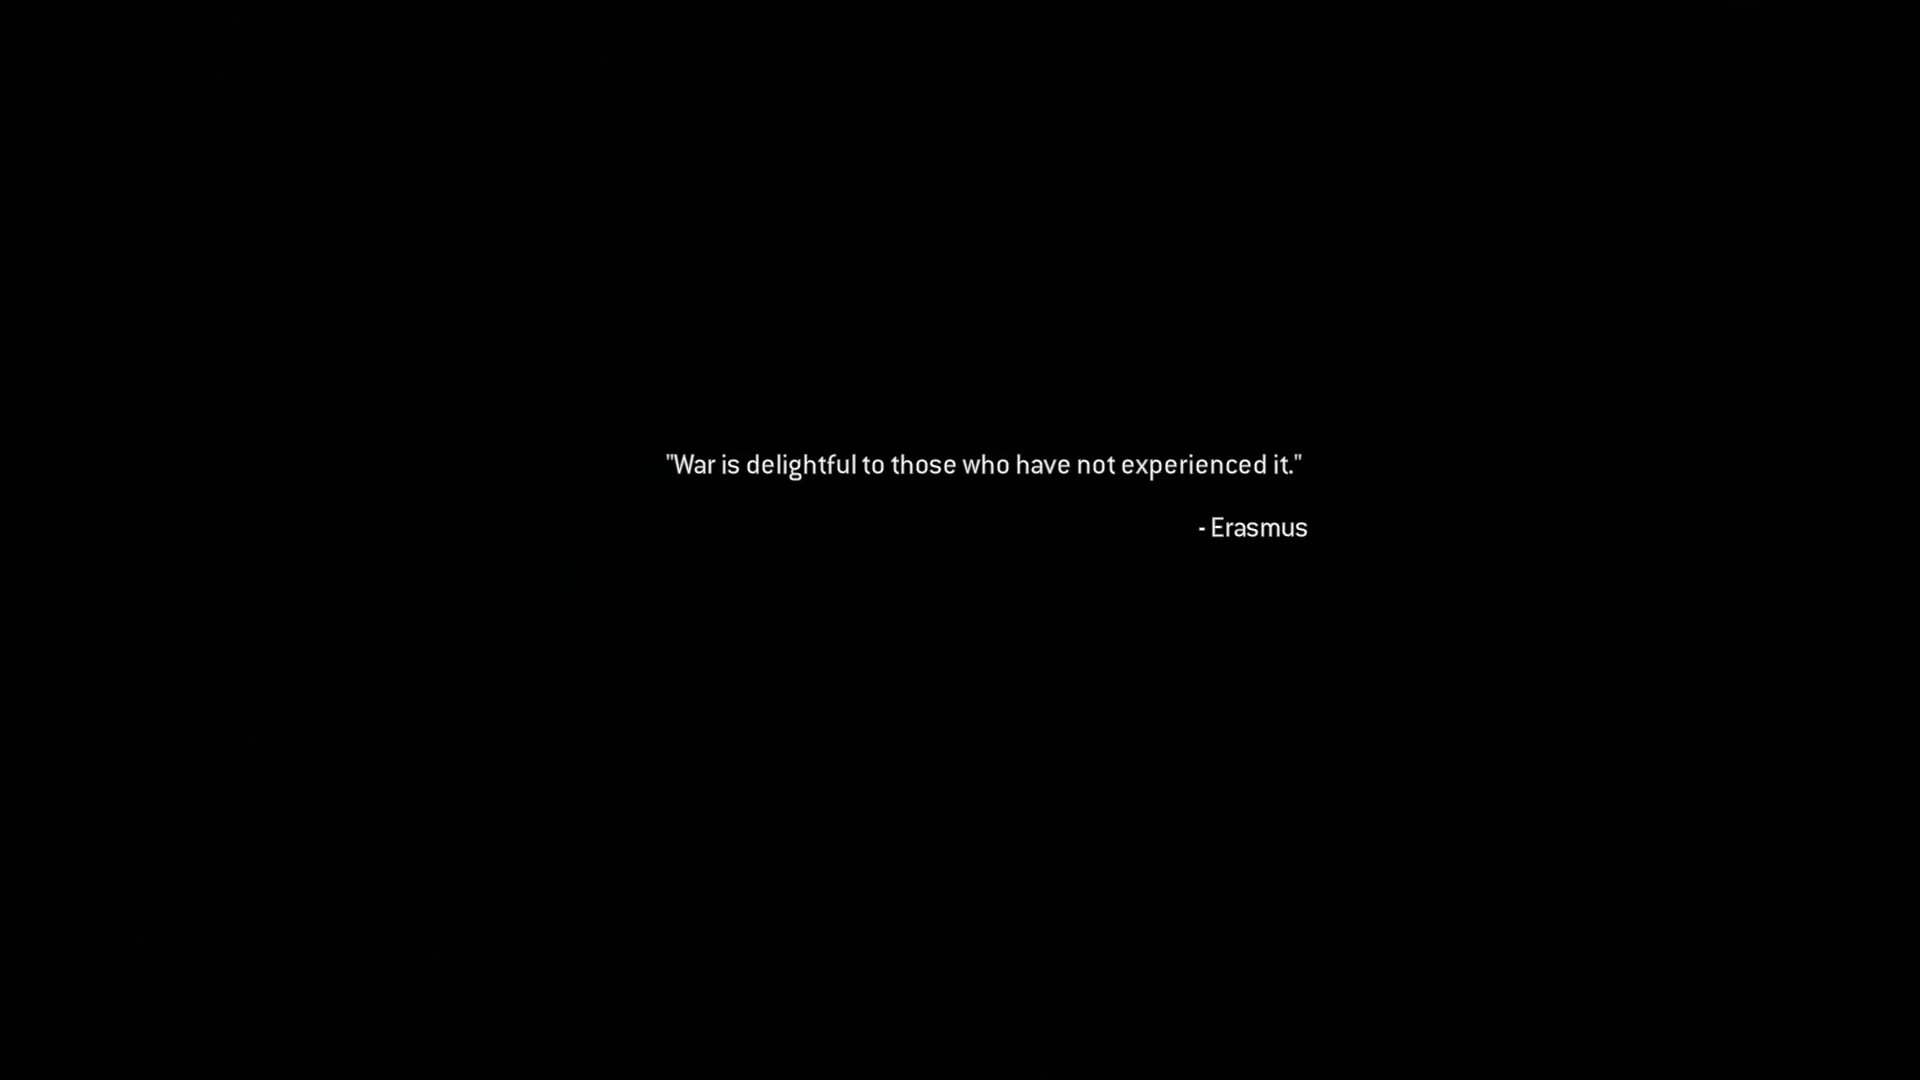 "War is delightful to those who have not experienced it."
- Erasmus